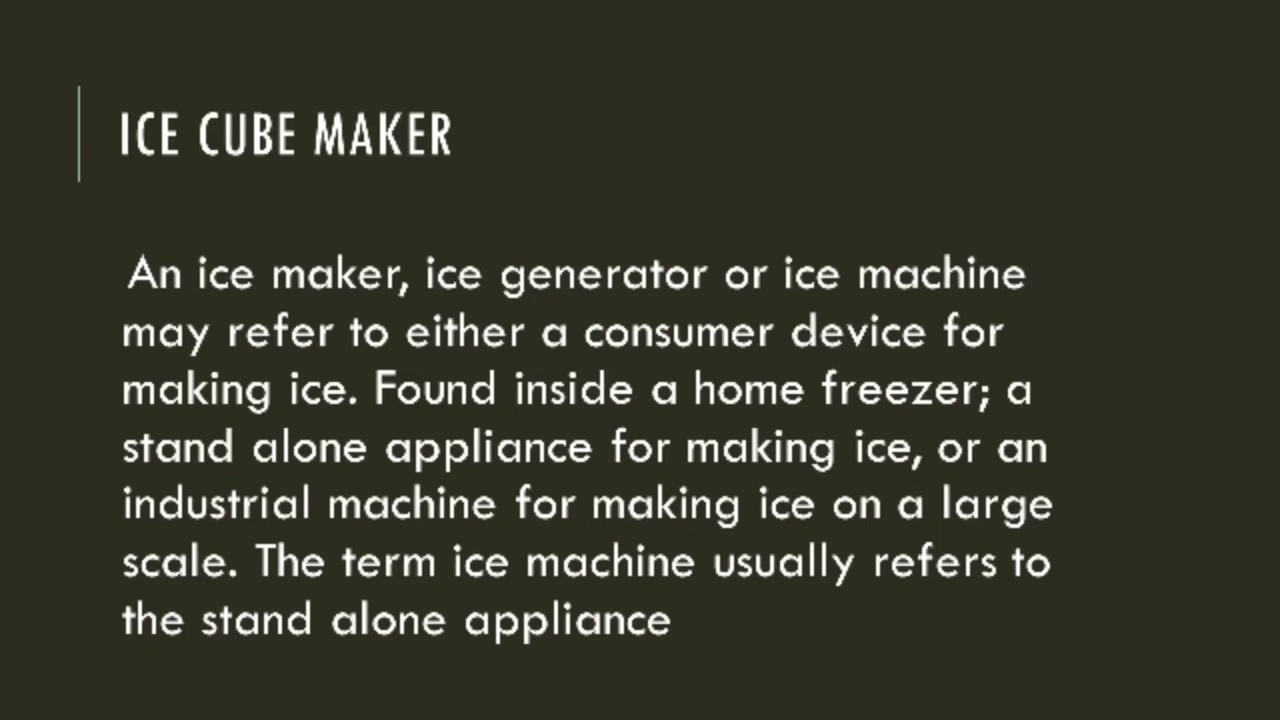 ICE CUBE MAKER
An ice maker, ice generator or ice machine
may refer to either a consumer device for
making ice. Found inside a home freezer; a
stand alone appliance for making ice, or an
industrial machine for making ice on a large
scale. The term ice machine usually refers to
the stand alone appliance